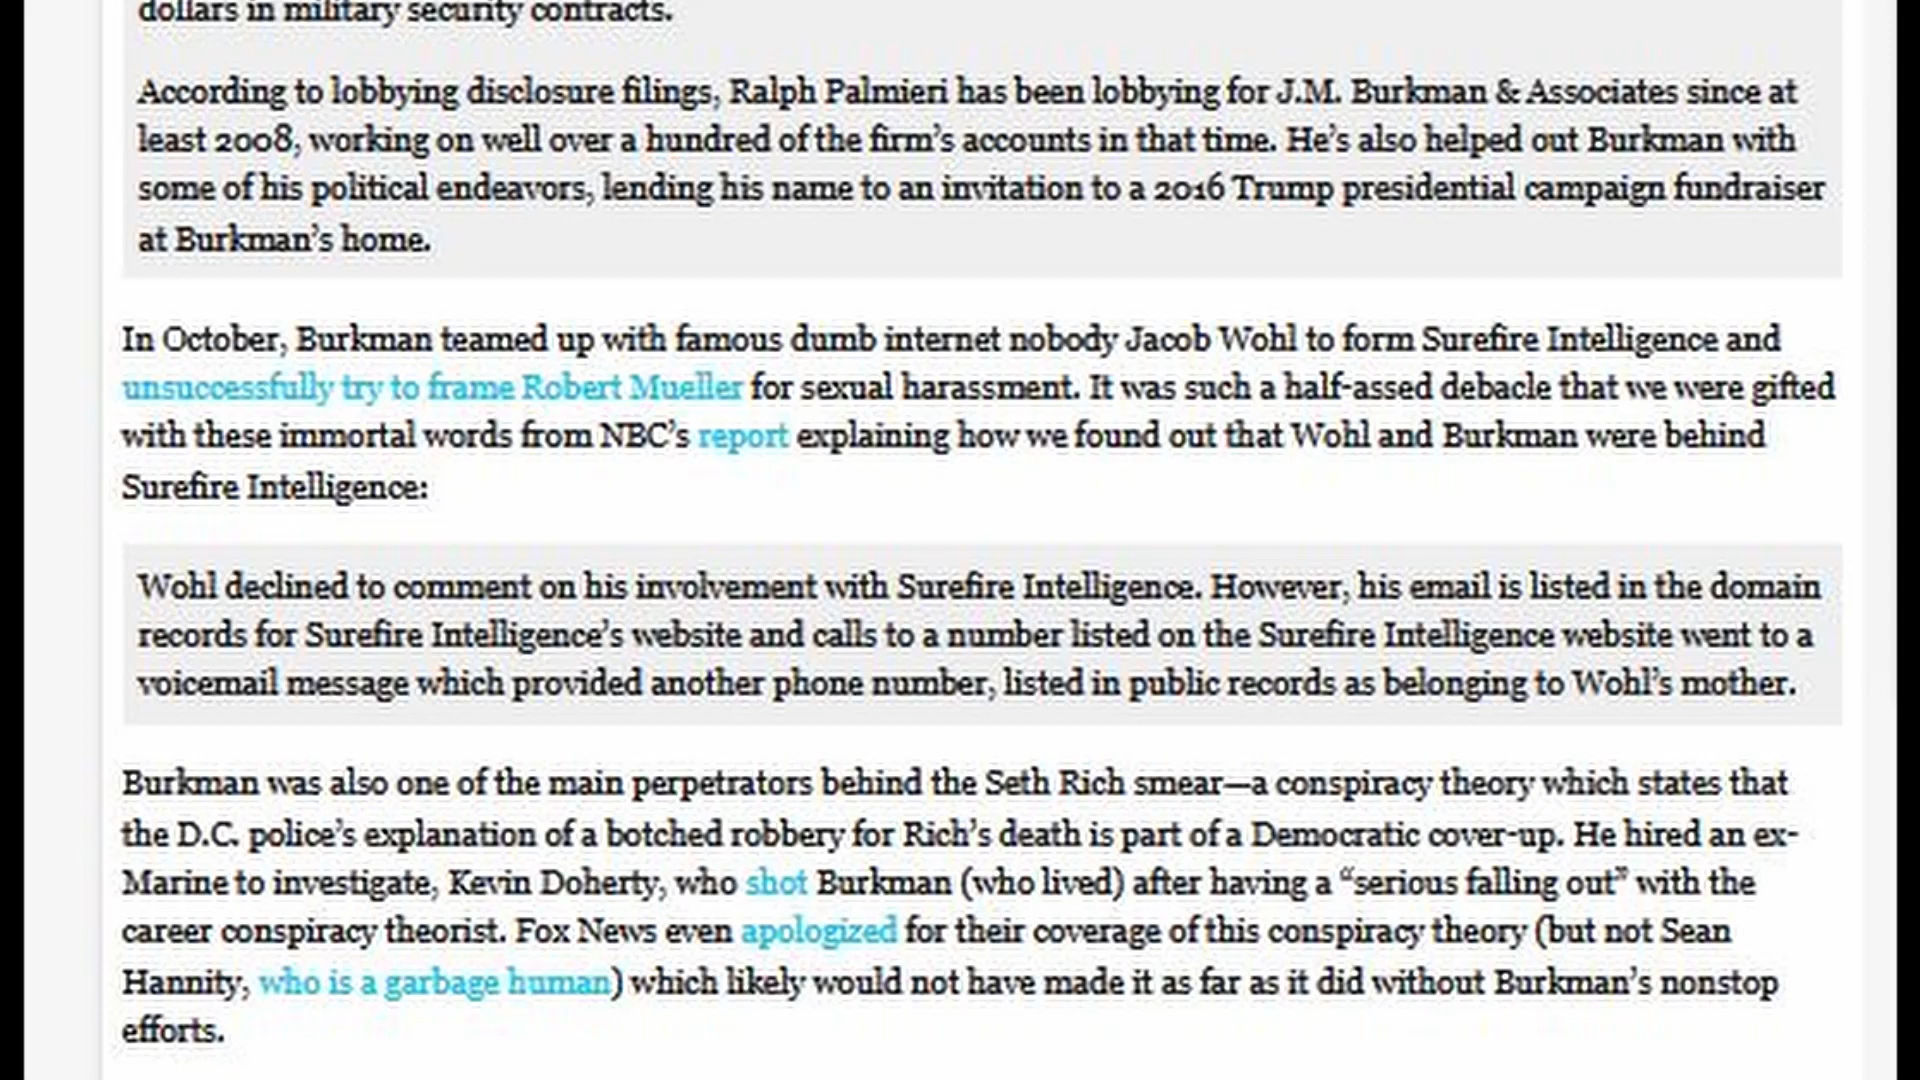 dollars in military security contracts.
According to lobbying disclosure filings, Ralph Palmieri has been lobbying for J.M. Burkman & Associates since at
least 2008, working on well over a hundred of the firm's accounts in that time. He's also helped out Burkman with
some of his political endeavors, lending his name to an invitation to a 2016 Trump presidential campaign fundraiser
at Burkman's home.
In October, Burkman teamed up with famous dumb internet nobody Jacob Wohl to form Surefire Intelligence and
unsuccessfully try to frame Robert Mueller for sexual harassment. It was such a half-assed debacle that we were gifted
with these immortal words from NBC's report explaining how we found out that Wohl and Burkman were behind
Surefire Intelligence:
Wohl declined to comment on his involvement with Surefire Intelligence. However, his email is listed in the domain
records for Surefire Intelligence's website and calls to a number listed on the Surefire Intelligence website went to a
voicemail message which provided another phone number, listed in public records as belonging to Wohl's mother.
Burkman was also one of the main perpetrators behind the Seth Rich smear—a conspiracy theory which states that
the D.C. police's explanation of a botched robbery for Rich's death is part of a Democratic cover-up. He hired an ex-
Marine to investigate, Kevin Doherty, who shot Burkman (who lived) after having a “serious falling out” with the
career conspiracy theorist. Fox News even apologized for their coverage of this conspiracy theory (but not Sean
Hannity, who is a garbage human) which likely would not have made it as far as it did without Burkman's nonstop
efforts.